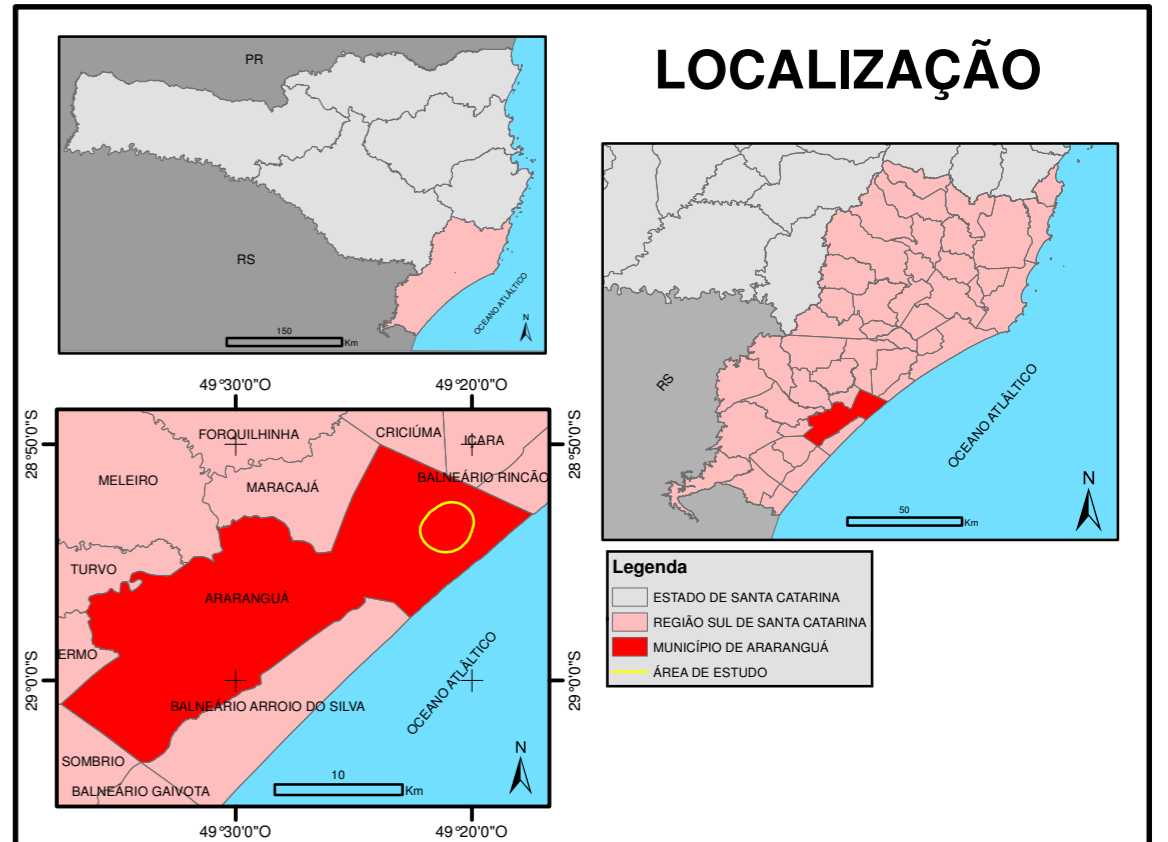 LOCALIZAÇÃO
PR
RS
OCEANO ATLÂLTICO
150
Km
N
RS
OCEANO ATLÂLTICO
50
Km
N
49°30'0"O
49°20'0"O
28°50'0"S
28°50'0"S
FORQUILHINHA
CRICIÚMA
IÇARA
MELEIRO
MARACAJÁ
BALNEÁRIO RINCÃO
TURVO
ARARANGUÁ
ERMO
29°0'0"S
29°0'0"S
BALNEÁRIO ARROIO DO SILVA
OCEANO ATLÂLTICO
SOMBRIO
BALNEÁRIO GAIVOTA
10
Km
N
49°30'0"O
49°20'0"O
Legenda
ESTADO DE SANTA CATARINA
REGIÃO SUL DE SANTA CATARINA
MUNICÍPIO DE ARARANGUÁ
ÁREA DE ESTUDO